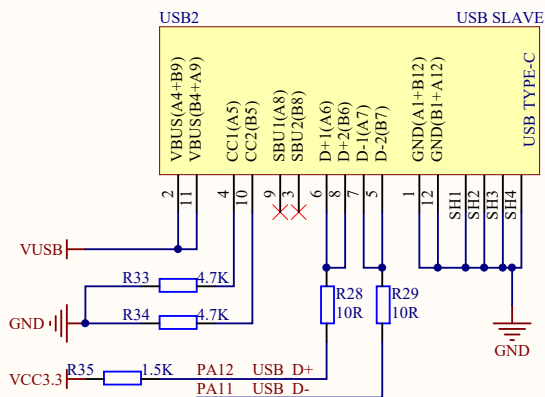 USB2 USB SLAVE
VBUS(A4+B9)
VBUS(B4+A9)
CC1(A5)
CC2(B5)
SBU1(A8)
SBU2(B8)
D+1(A6)
D+2(B6)
D-1(A7)
D-2(B7)
GND(A1+B12)
GND(B1+A12)
USB TYPE-C
2
11
4
10
9
3
6
8
7
5
1
12
SH1
SH2
SH3
SH4
VUSB
R33 4.7K
R34 4.7K
GND
R28
10R
R29
10R
GND
R35 1.5K
VCC3.3
PA12 USB D+
PA11 USB D-